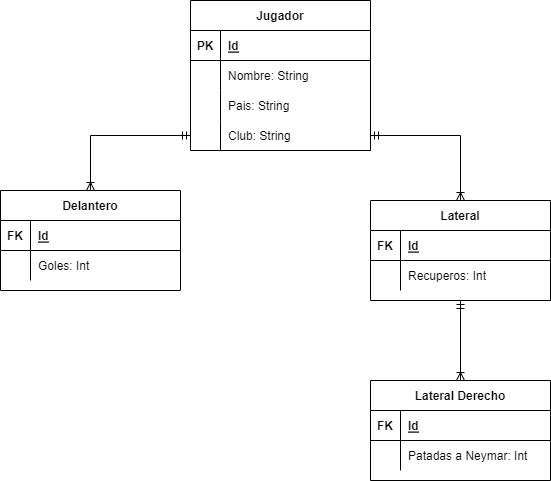 Jugador
PK Id
Nombre: String
Pais: String
Club: String
Delantero
FK Id
Goles: Int
Lateral
FK Id
Recuperos: Int
Lateral Derecho
FK Id
Patadas a Neymar: Int